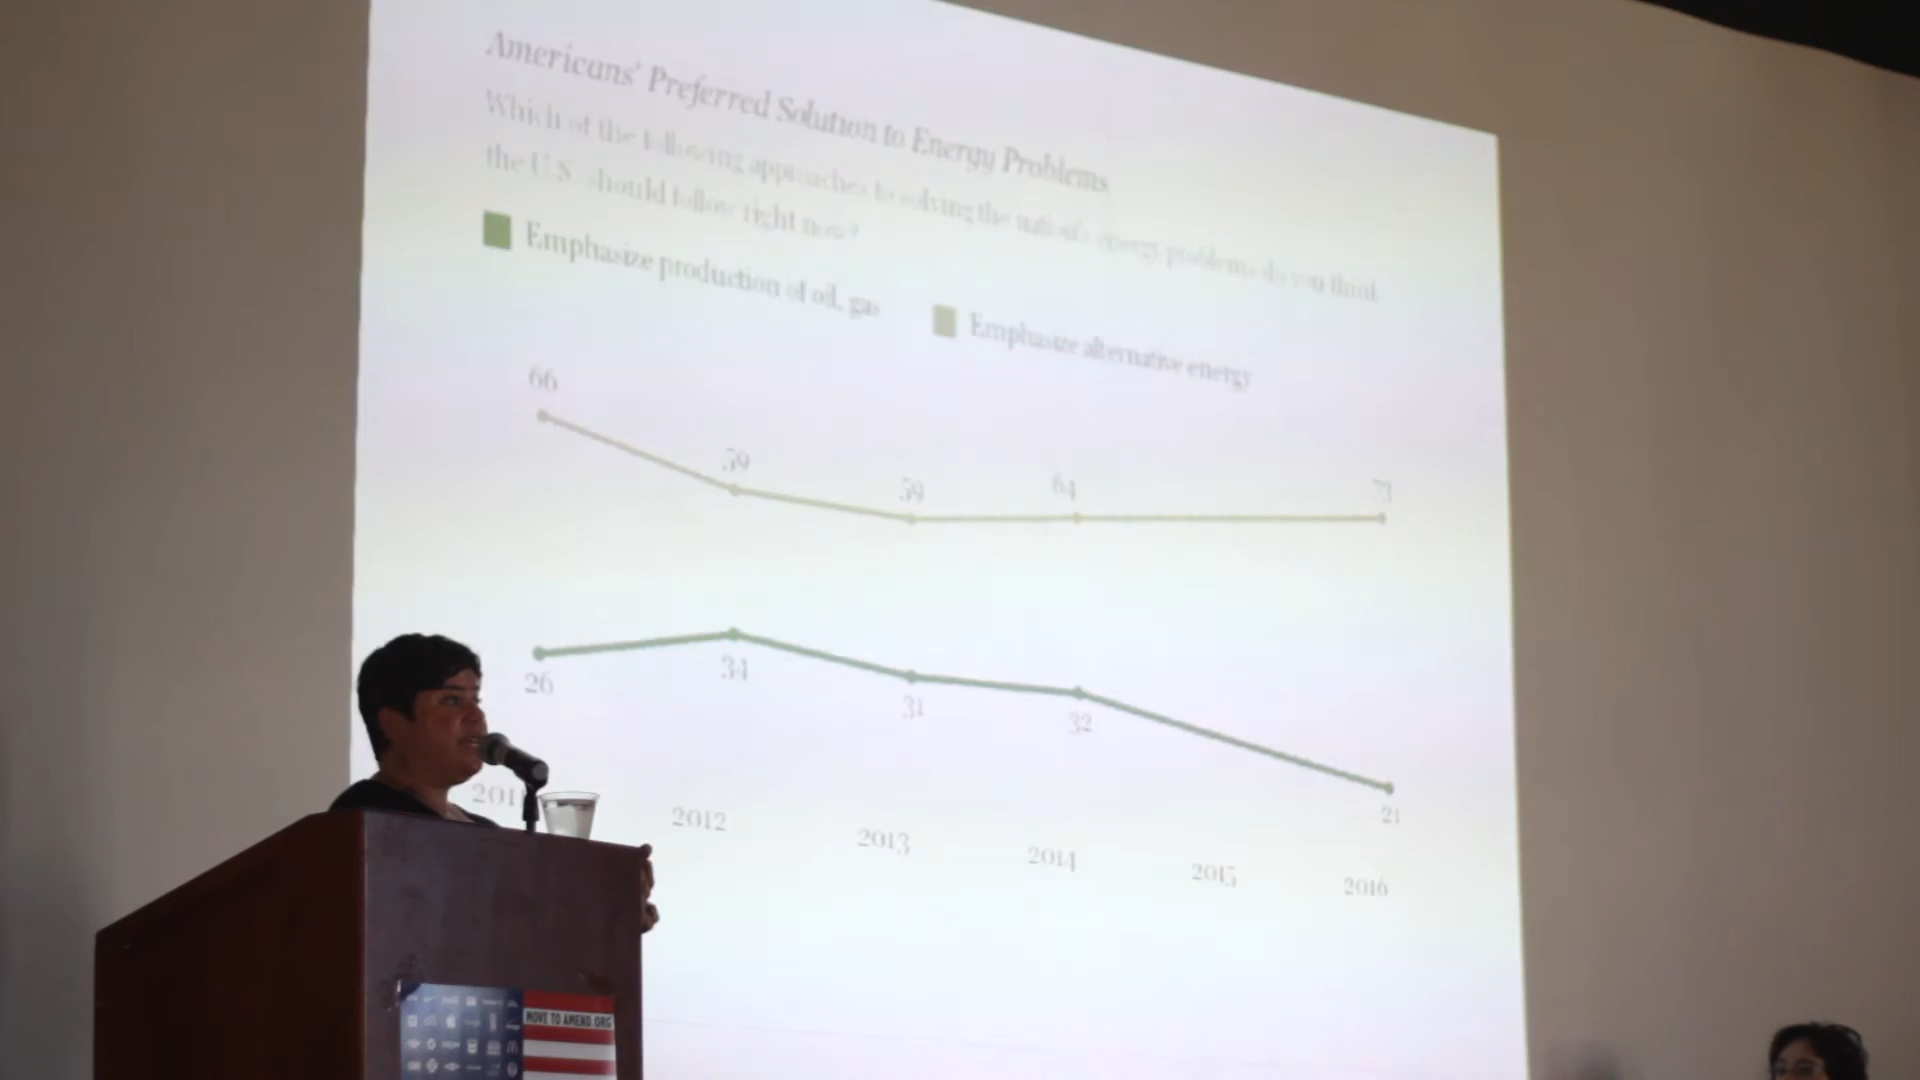 Americans' Preferred Solution to Energy Problems
Which of the following approaches to solving the nation's energy problems do you think
the U.S. should follow right now?
Emphasize production of oil, gas
Emphasize alternative energy
66
59
59
64
73
26
34
31
32
21
2011
2012
2013
2014
2015
2016
MOVE TO AMEND.ORG